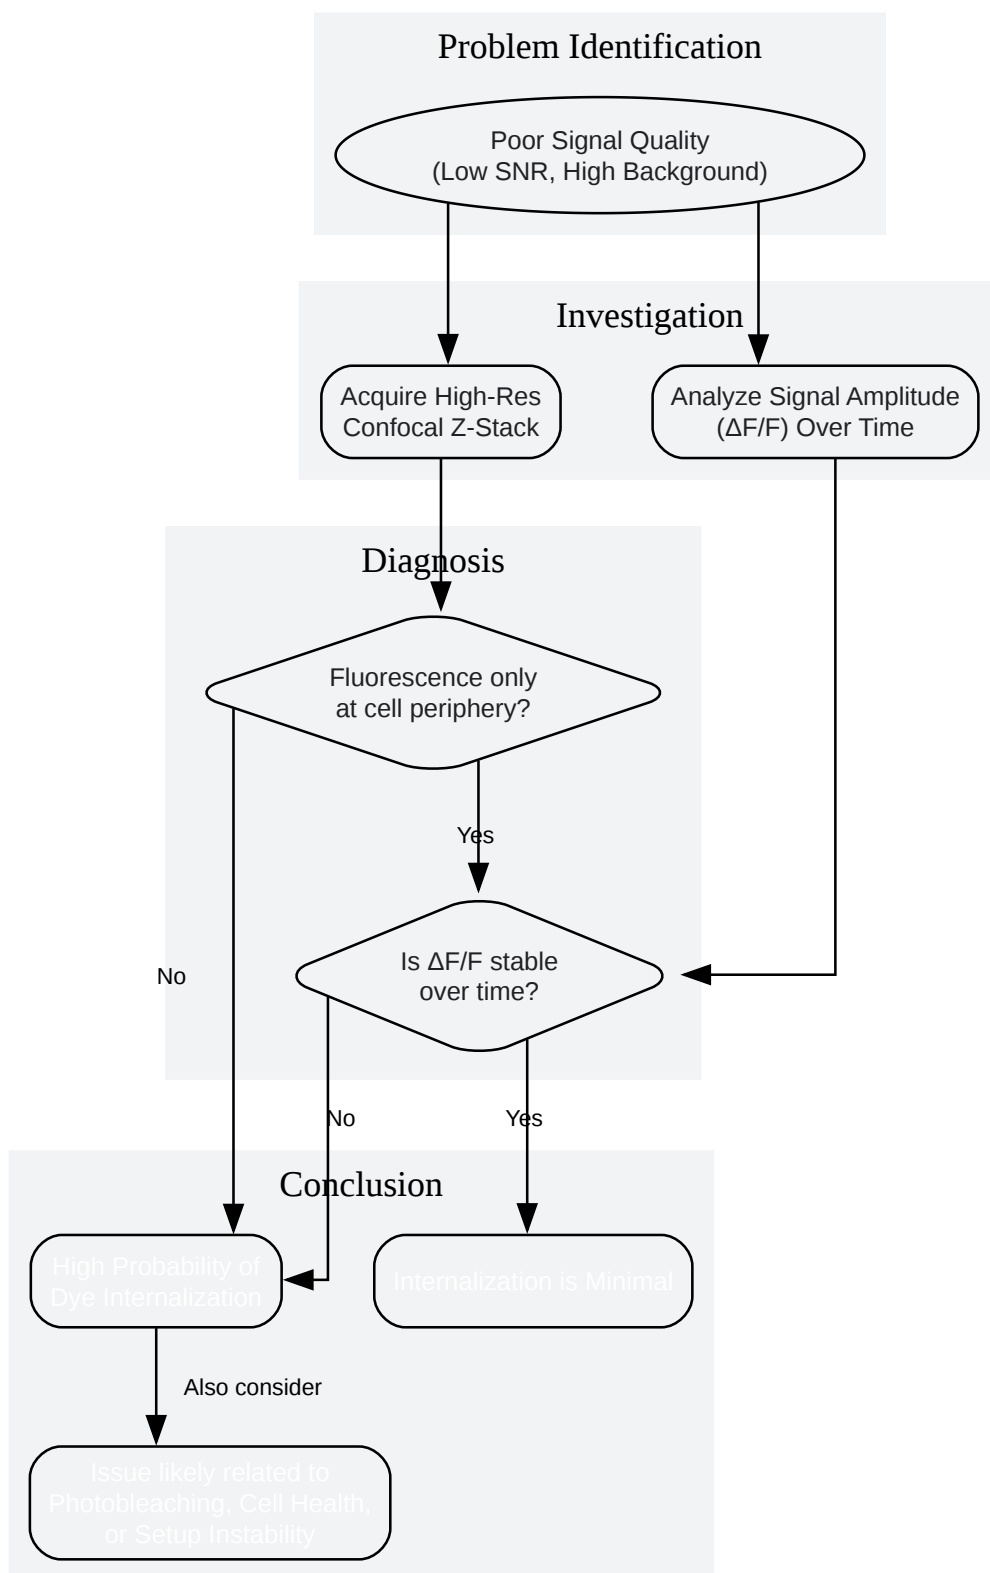 Problem Identification
Poor Signal Quality
(Low SNR, High Background)
Investigation
Acquire High-Res
Confocal Z-Stack
Analyze Signal Amplitude
(ΔF/F) Over Time
Diagnosis
Fluorescence only
at cell periphery?
Yes
No
Is ΔF/F stable
over time?
No
Yes
Conclusion
High Probability of
Dye Internalization
Internalization is Minimal
Also consider
Issue likely related to
Photobleaching, Cell Health,
or Setup Instability